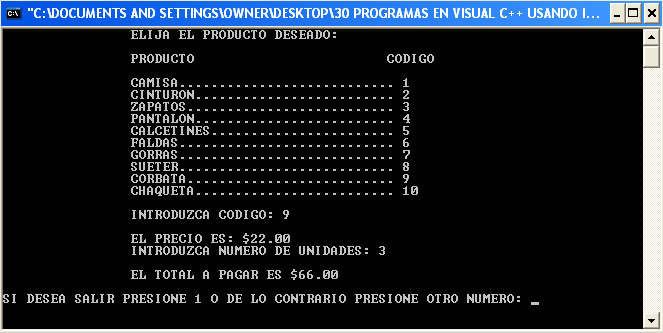 "C:\DOCUMENTS AND SETTINGS\OWNER\DESKTOP\30 PROGRAMAS EN VISUAL C++ USANDO I...
ELIJA EL PRODUCTO DESEADO:
PRODUCTO CODIGO
CAMISA........................... 1
CINTURON......................... 2
ZAPATOS.......................... 3
PANTALON......................... 4
CALCETINES....................... 5
FALDAS........................... 6
GORRAS........................... 7
SUETER........................... 8
CORBATA.......................... 9
CHAQUETA......................... 10
INTRODUZCA CODIGO: 9
EL PRECIO ES: $22.00
INTRODUZCA NUMERO DE UNIDADES: 3
EL TOTAL A PAGAR ES $66.00
SI DESEA SALIR PRESIONE 1 O DE LO CONTRARIO PRESIONE OTRO NUMERO: _